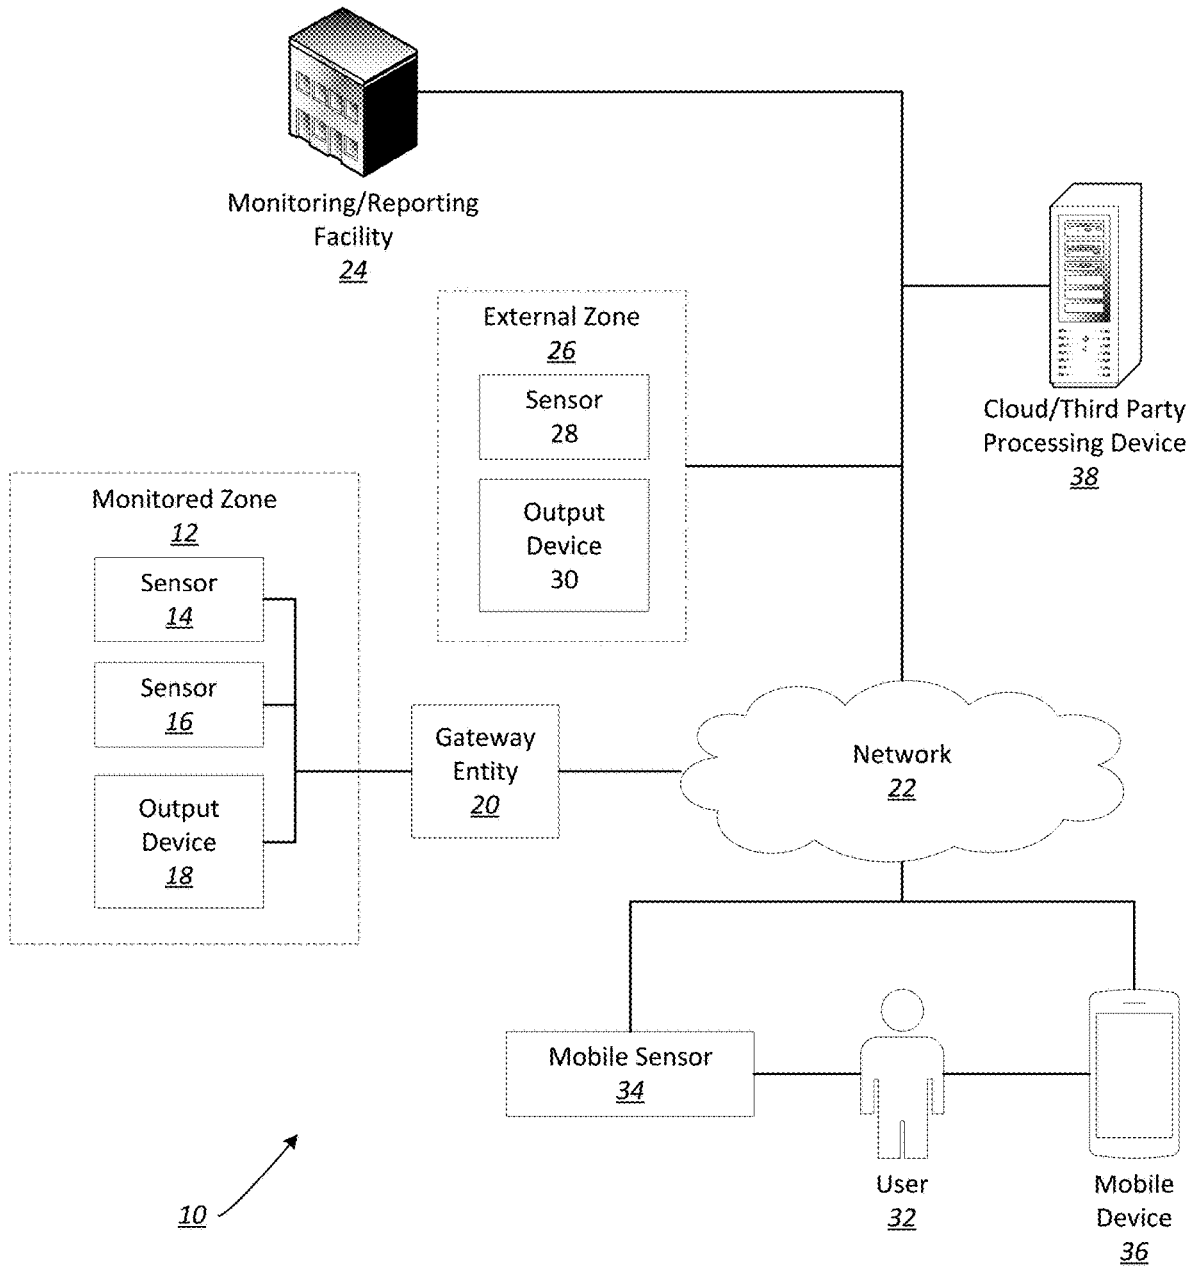 Monitoring/Reporting
Facility
24
External Zone
26
Sensor
28
Output
Device
30
Cloud/Third Party
Processing Device
38
Monitored Zone
12
Sensor
14
Sensor
16
Output
Device
18
Gateway
Entity
20
Network
22
Mobile Sensor
34
User
32
Mobile
Device
36
10